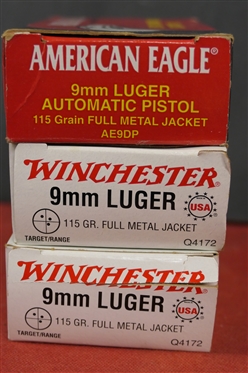 AMERICAN EAGLE®
9mm LUGER
AUTOMATIC PISTOL
115 Grain FULL METAL JACKET
AE9DP
WINCHESTER®
9mm LUGER
USA
115 GR. FULL METAL JACKET
TARGET/RANGE
Q4172
WINCHESTER®
9mm LUGER
USA
115 GR. FULL METAL JACKET
TARGET/RANGE
Q4172